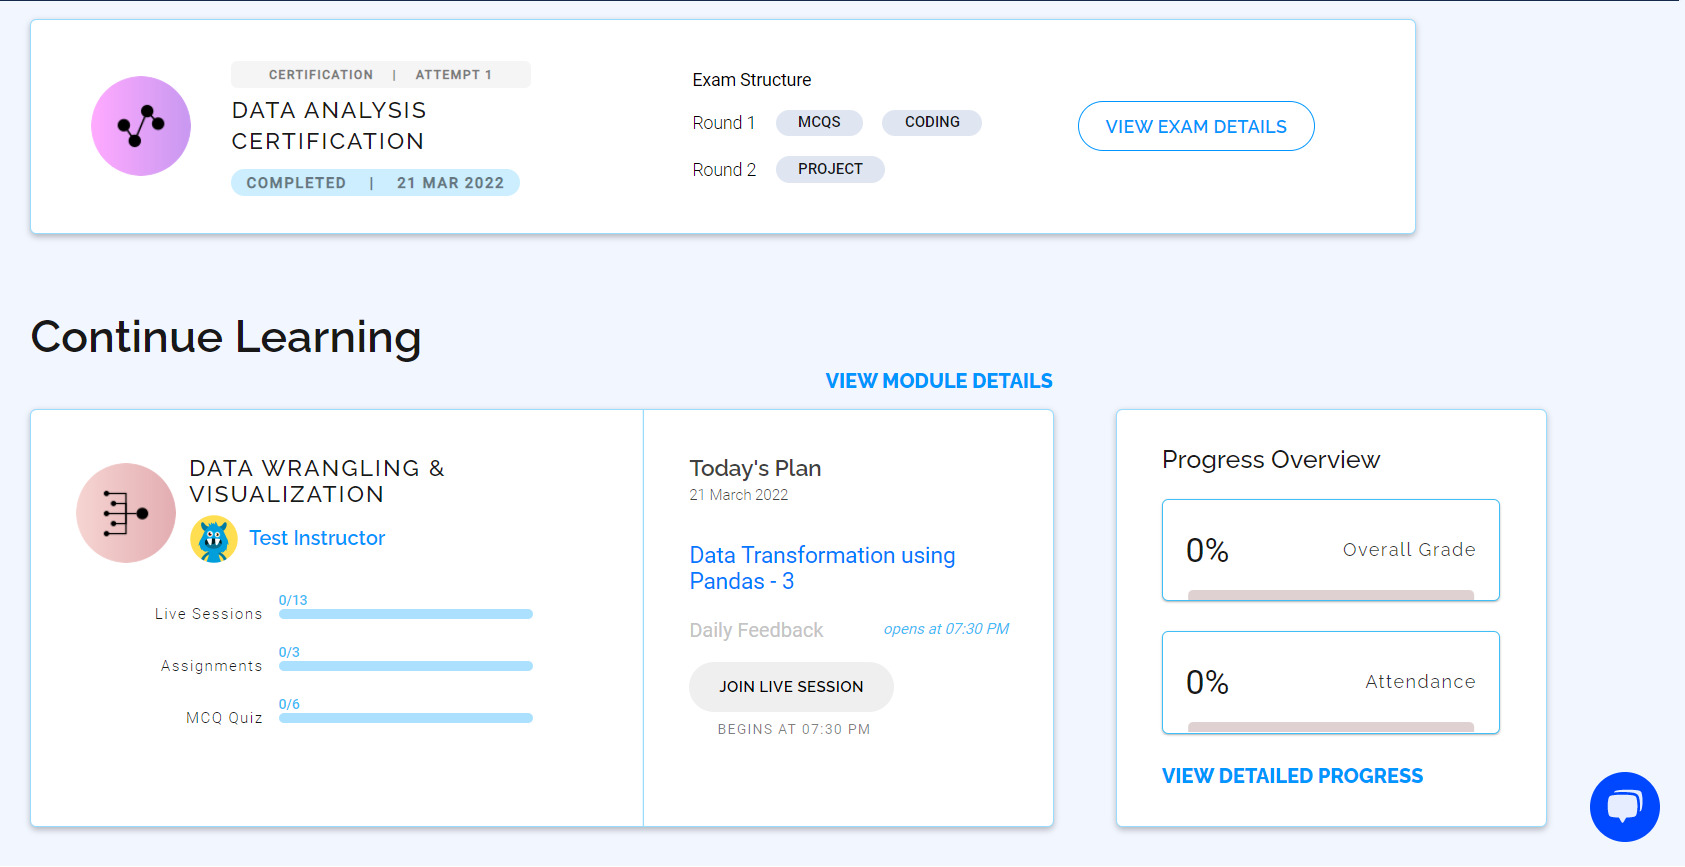 CERTIFICATION | ATTEMPT 1
DATA ANALYSIS
CERTIFICATION
COMPLETED | 21 MAR 2022
Exam Structure
Round 1 MCQS CODING
Round 2 PROJECT
VIEW EXAM DETAILS
Continue Learning
VIEW MODULE DETAILS
DATA WRANGLING &
VISUALIZATION
Test Instructor
0/13
Live Sessions
0/3
Assignments
0/6
MCQ Quiz
Today's Plan
21 March 2022
Data Transformation using
Pandas - 3
Daily Feedback opens at 07:30 PM
JOIN LIVE SESSION
BEGINS AT 07:30 PM
Progress Overview
0% Overall Grade
0% Attendance
VIEW DETAILED PROGRESS